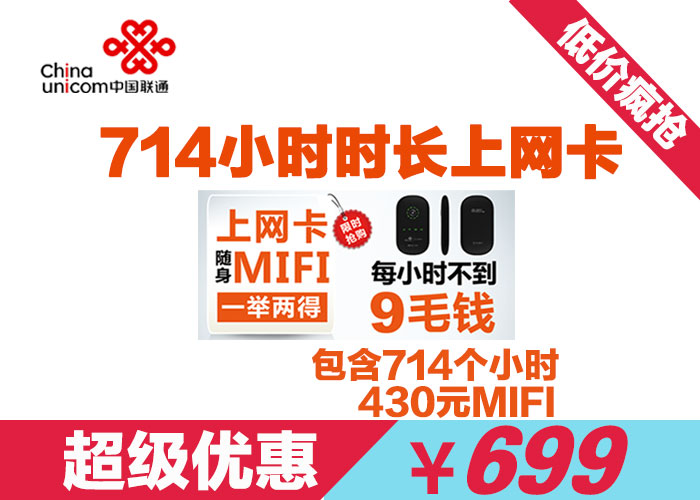 China
unicom中国联通
低价疯抢
714小时时长上网卡
上网卡
随身
MIFI
一举两得
限时
抢购
每小时不到
9毛钱
包含714个小时
430元MIFI
超级优惠
￥699